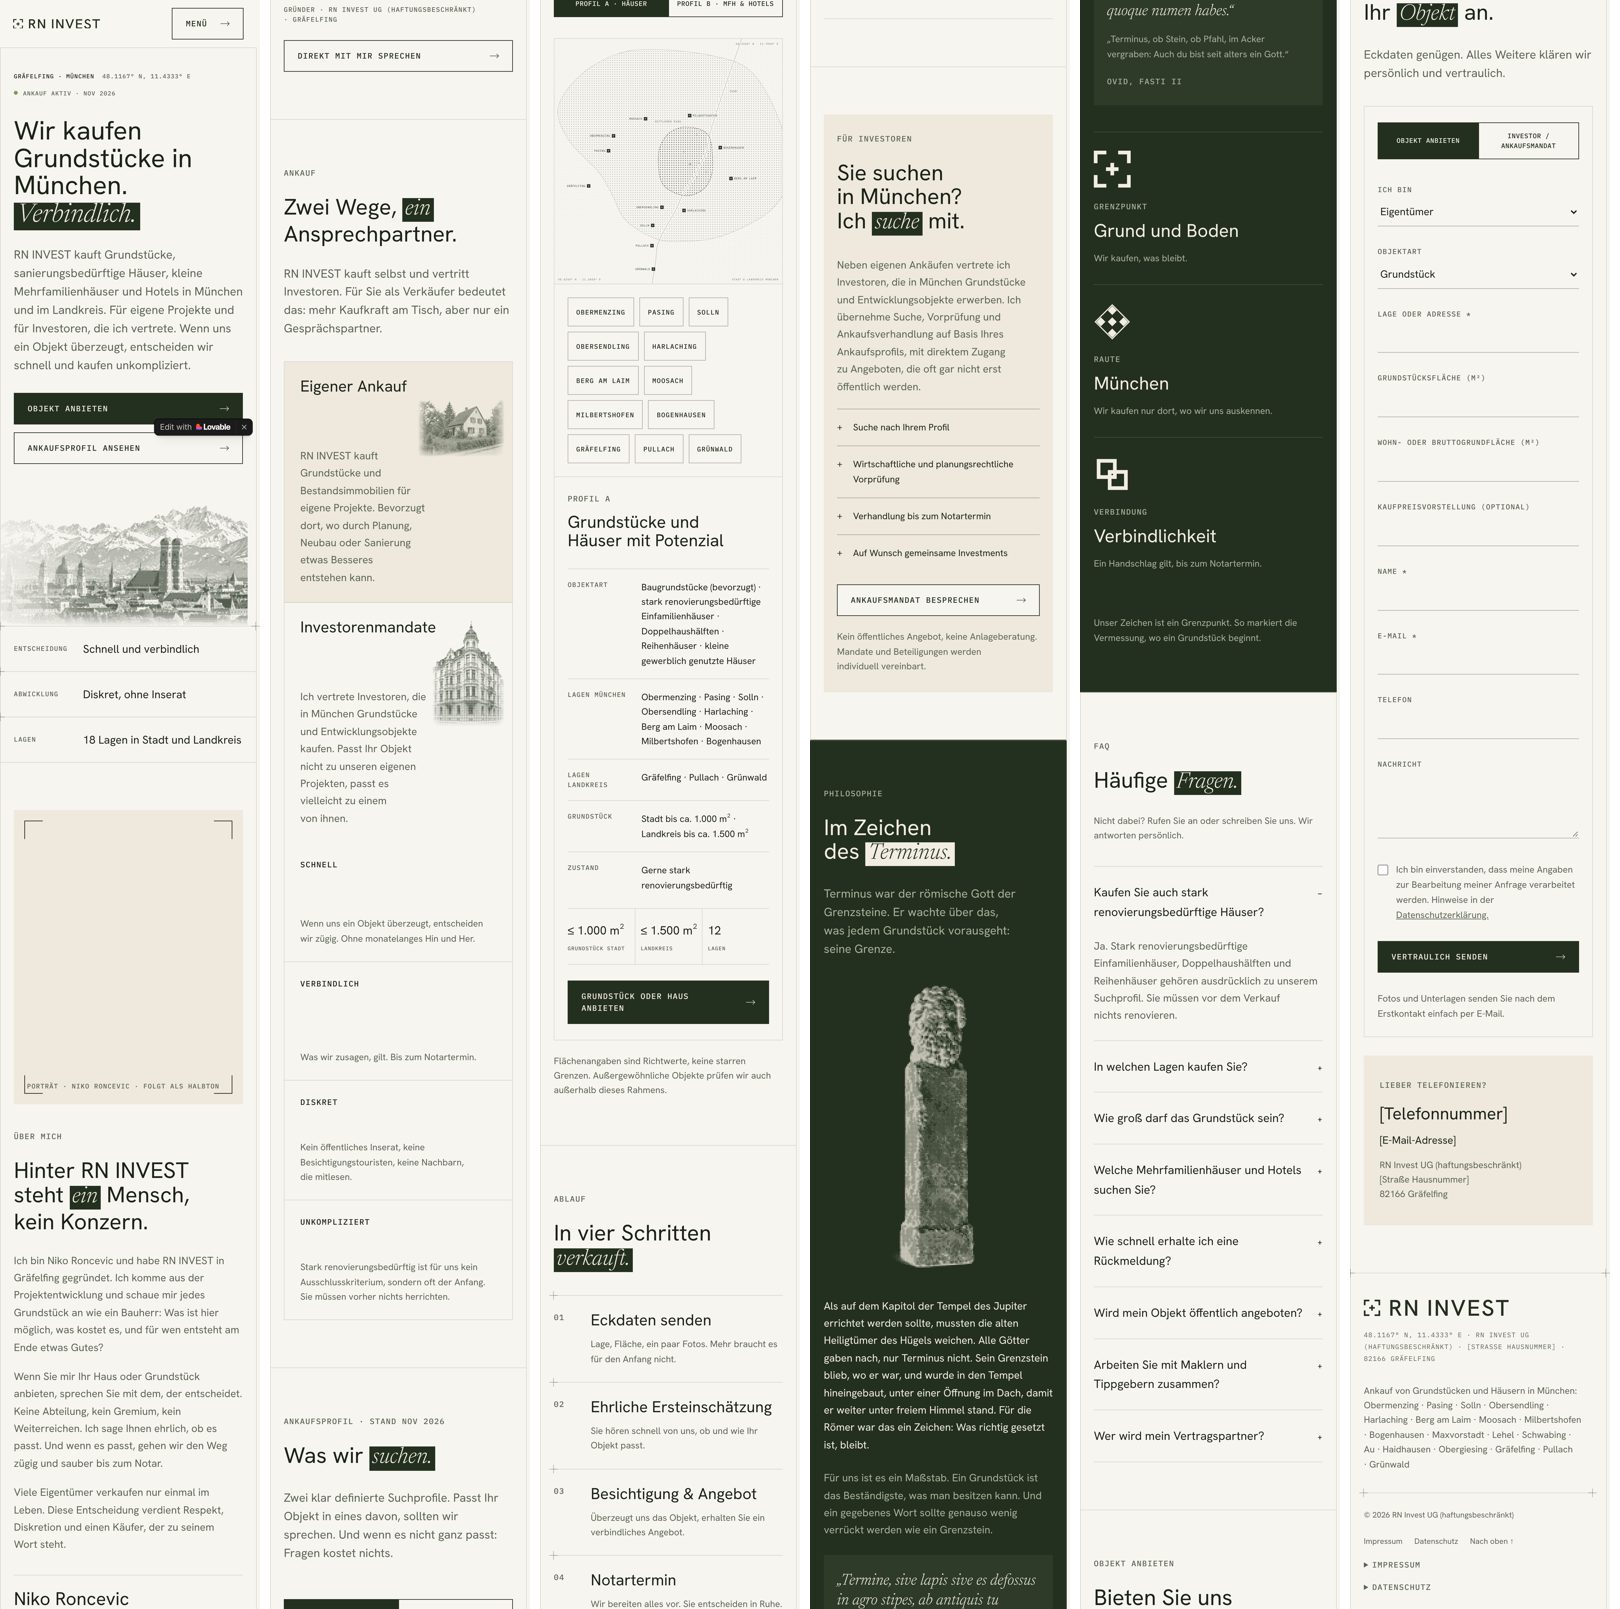 RN INVEST
MENÜ →
GRÄFELFING · MÜNCHEN 48.1167° N, 11.4333° E
ANKAUF AKTIV · NOV 2026
Wir kaufen
Grundstücke in
München.
Verbindlich.
RN INVEST kauft Grundstücke,
sanierungsbedürftige Häuser, kleine
Mehrfamilienhäuser und Hotels in München
und im Landkreis. Für eigene Projekte und
für Investoren, die ich vertrete. Wenn uns
ein Objekt überzeugt, entscheiden wir
schnell und kaufen unkompliziert.
OBJEKT ANBIETEN →
Edit with Lovable ×
ANKAUFSPROFIL ANSEHEN →
ENTSCHEIDUNG Schnell und verbindlich
ABWICKLUNG Diskret, ohne Inserat
LAGEN 18 Lagen in Stadt und Landkreis
PORTRÄT · NIKO RONCEVIC · FOLGT ALS HALBTON
ÜBER MICH
Hinter RN INVEST
steht ein Mensch,
kein Konzern.
Ich bin Niko Roncevic und habe RN INVEST in
Gräfelfing gegründet. Ich komme aus der
Projektentwicklung und schaue mir jedes
Grundstück an wie ein Bauherr: Was ist hier
möglich, was kostet es, und für wen entsteht am
Ende etwas Gutes?
Wenn Sie mir Ihr Haus oder Grundstück
anbieten, sprechen Sie mit dem, der entscheidet.
Keine Abteilung, kein Gremium, kein
Weiterreichen. Ich sage Ihnen ehrlich, ob es
passt. Und wenn es passt, gehen wir den Weg
zügig und sauber bis zum Notar.
Viele Eigentümer verkaufen nur einmal im
Leben. Diese Entscheidung verdient Respekt,
Diskretion und einen Käufer, der zu seinem
Wort steht.
Niko Roncevic
GRÜNDER · RN INVEST UG (HAFTUNGSBESCHRÄNKT)
· GRÄFELFING
DIREKT MIT MIR SPRECHEN →
ANKAUF
Zwei Wege, ein
Ansprechpartner.
RN INVEST kauft selbst und vertritt
Investoren. Für Sie als Verkäufer bedeutet
das: mehr Kaufkraft am Tisch, aber nur ein
Gesprächspartner.
Eigener Ankauf
RN INVEST kauft
Grundstücke und
Bestandsimmobilien für
eigene Projekte. Bevorzugt
dort, wo durch Planung,
Neubau oder Sanierung
etwas Besseres
entstehen kann.
Investorenmandate
Ich vertrete Investoren, die
in München Grundstücke
und Entwicklungsobjekte
kaufen. Passt Ihr Objekt
nicht zu unseren eigenen
Projekten, passt es
vielleicht zu einem
von ihnen.
SCHNELL
Wenn uns ein Objekt überzeugt, entscheiden
wir zügig. Ohne monatelanges Hin und Her.
VERBINDLICH
Was wir zusagen, gilt. Bis zum Notartermin.
DISKRET
Kein öffentliches Inserat, keine
Besichtigungstouristen, keine Nachbarn,
die mitlesen.
UNKOMPLIZIERT
Stark renovierungsbedürftig ist für uns kein
Ausschlusskriterium, sondern oft der Anfang.
Sie müssen vorher nichts herrichten.
ANKAUFSPROFIL · STAND NOV 2026
Was wir suchen.
Zwei klar definierte Suchprofile. Passt Ihr
Objekt in eines davon, sollten wir
sprechen. Und wenn es nicht ganz passt:
Fragen kostet nichts.
PROFIL A · HÄUSER PROFIL B · MFH & HOTELS
MOOSACH
MILBERTSHOFEN
OBERMENZING
PASING
BOGENHAUSEN
BERG AM LAIM
GRÄFELFING
OBERSENDLING
HARLACHING
SOLLN
PULLACH
GRÜNWALD
OBERMENZING PASING SOLLN
OBERSENDLING HARLACHING
BERG AM LAIM MOOSACH
MILBERTSHOFEN BOGENHAUSEN
GRÄFELFING PULLACH GRÜNWALD
PROFIL A
Grundstücke und
Häuser mit Potenzial
OBJEKTART Baugrundstücke (bevorzugt) ·
stark renovierungsbedürftige
Einfamilienhäuser ·
Doppelhaushälften ·
Reihenhäuser · kleine
gewerblich genutzte Häuser
LAGEN MÜNCHEN Obermenzing · Pasing · Solln ·
Obersendling · Harlaching ·
Berg am Laim · Moosach ·
Milbertshofen · Bogenhausen
LAGEN Gräfelfing · Pullach · Grünwald
LANDKREIS
GRUNDSTÜCK Stadt bis ca. 1.000 m² ·
Landkreis bis ca. 1.500 m²
ZUSTAND Gerne stark
renovierungsbedürftig
≤ 1.000 m² ≤ 1.500 m² 12
GRUNDSTÜCK STADT LANDKREIS LAGEN
GRUNDSTÜCK ODER HAUS
ANBIETEN →
Flächenangaben sind Richtwerte, keine starren
Grenzen. Außergewöhnliche Objekte prüfen wir auch
außerhalb dieses Rahmens.
ABLAUF
In vier Schritten
verkauft.
01 Eckdaten senden
Lage, Fläche, ein paar Fotos. Mehr braucht es
für den Anfang nicht.
02 Ehrliche Ersteinschätzung
Sie hören schnell von uns, ob und wie Ihr
Objekt passt.
03 Besichtigung & Angebot
Überzeugt uns das Objekt, erhalten Sie ein
verbindliches Angebot.
04 Notartermin
Wir bereiten alles vor. Sie entscheiden in Ruhe.
FÜR INVESTOREN
Sie suchen
in München?
Ich suche mit.
Neben eigenen Ankäufen vertrete ich
Investoren, die in München Grundstücke
und Entwicklungsobjekte erwerben. Ich
übernehme Suche, Vorprüfung und
Ankaufsverhandlung auf Basis Ihres
Ankaufsprofils, mit direktem Zugang
zu Angeboten, die oft gar nicht erst
öffentlich werden.
+ Suche nach Ihrem Profil
+ Wirtschaftliche und planungsrechtliche
Vorprüfung
+ Verhandlung bis zum Notartermin
+ Auf Wunsch gemeinsame Investments
ANKAUFSMANDAT BESPRECHEN →
Kein öffentliches Angebot, keine Anlageberatung.
Mandate und Beteiligungen werden
individuell vereinbart.
PHILOSOPHIE
Im Zeichen
des Terminus.
Terminus war der römische Gott der
Grenzsteine. Er wachte über das,
was jedem Grundstück vorausgeht:
seine Grenze.
Als auf dem Kapitol der Tempel des Jupiter
errichtet werden sollte, mussten die alten
Heiligtümer des Hügels weichen. Alle Götter
gaben nach, nur Terminus nicht. Sein Grenzstein
blieb, wo er war, und wurde in den Tempel
hineingebaut, unter einer Öffnung im Dach, damit
er weiter unter freiem Himmel stand. Für die
Römer war das ein Zeichen: Was richtig gesetzt
ist, bleibt.
Für uns ist es ein Maßstab. Ein Grundstück ist
das Beständigste, was man besitzen kann. Und
ein gegebenes Wort sollte genauso wenig
verrückt werden wie ein Grenzstein.
„Termine, sive lapis sive es defossus
in agro stipes, ab antiquis tu
quoque numen habes.“
„Terminus, ob Stein, ob Pfahl, im Acker
vergraben: Auch du bist seit alters ein Gott.“
OVID, FASTI II
GRENZPUNKT
Grund und Boden
Wir kaufen, was bleibt.
RAUTE
München
Wir kaufen nur dort, wo wir uns auskennen.
VERBINDUNG
Verbindlichkeit
Ein Handschlag gilt, bis zum Notartermin.
Unser Zeichen ist ein Grenzpunkt. So markiert die
Vermessung, wo ein Grundstück beginnt.
FAQ
Häufige Fragen.
Nicht dabei? Rufen Sie an oder schreiben Sie uns. Wir
antworten persönlich.
Kaufen Sie auch stark –
renovierungsbedürftige Häuser?
Ja. Stark renovierungsbedürftige
Einfamilienhäuser, Doppelhaushälften und
Reihenhäuser gehören ausdrücklich zu unserem
Suchprofil. Sie müssen vor dem Verkauf
nichts renovieren.
In welchen Lagen kaufen Sie? +
Wie groß darf das Grundstück sein? +
Welche Mehrfamilienhäuser und Hotels +
suchen Sie?
Wie schnell erhalte ich eine +
Rückmeldung?
Wird mein Objekt öffentlich angeboten? +
Arbeiten Sie mit Maklern und +
Tippgebern zusammen?
Wer wird mein Vertragspartner? +
OBJEKT ANBIETEN
Bieten Sie uns
Ihr Objekt an.
Eckdaten genügen. Alles Weitere klären wir
persönlich und vertraulich.
OBJEKT ANBIETEN INVESTOR /
ANKAUFSMANDAT
ICH BIN
Eigentümer
OBJEKTART
Grundstück
LAGE ODER ADRESSE *
GRUNDSTÜCKSFLÄCHE (M²)
WOHN- ODER BRUTTOGRUNDFLÄCHE (M²)
KAUFPREISVORSTELLUNG (OPTIONAL)
NAME *
E-MAIL *
TELEFON
NACHRICHT
Ich bin einverstanden, dass meine Angaben
zur Bearbeitung meiner Anfrage verarbeitet
werden. Hinweise in der
Datenschutzerklärung.
VERTRAULICH SENDEN →
Fotos und Unterlagen senden Sie nach dem
Erstkontakt einfach per E-Mail.
LIEBER TELEFONIEREN?
[Telefonnummer]
[E-Mail-Adresse]
RN Invest UG (haftungsbeschränkt)
[Straße Hausnummer]
82166 Gräfelfing
RN INVEST
48.1167° N, 11.4333° E · RN INVEST UG
(HAFTUNGSBESCHRÄNKT) · [STRASSE HAUSNUMMER] ·
82166 GRÄFELFING
Ankauf von Grundstücken und Häusern in München:
Obermenzing · Pasing · Solln · Obersendling ·
Harlaching · Berg am Laim · Moosach · Milbertshofen
· Bogenhausen · Maxvorstadt · Lehel · Schwabing ·
Au · Haidhausen · Obergiesing · Gräfelfing · Pullach
· Grünwald
© 2026 RN Invest UG (haftungsbeschränkt)
Impressum Datenschutz Nach oben ↑
▶ IMPRESSUM
▶ DATENSCHUTZ